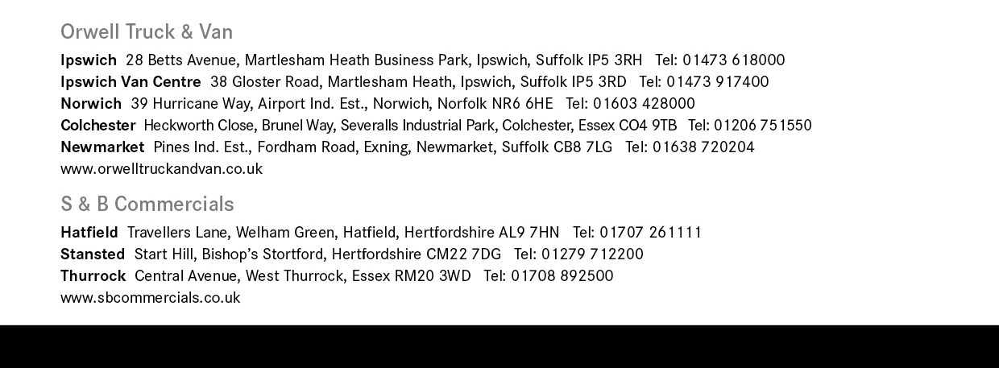 Orwell Truck & Van
Ipswich 28 Betts Avenue, Martlesham Heath Business Park, Ipswich, Suffolk IP5 3RH Tel: 01473 618000
Ipswich Van Centre 38 Gloster Road, Martlesham Heath, Ipswich, Suffolk IP5 3RD Tel: 01473 917400
Norwich 39 Hurricane Way, Airport Ind. Est., Norwich, Norfolk NR6 6HE Tel: 01603 428000
Colchester Heckworth Close, Brunel Way, Severalls Industrial Park, Colchester, Essex CO4 9TB Tel: 01206 751550
Newmarket Pines Ind. Est., Fordham Road, Exning, Newmarket, Suffolk CB8 7LG Tel: 01638 720204
www.orwelltruckandvan.co.uk
S & B Commercials
Hatfield Travellers Lane, Welham Green, Hatfield, Hertfordshire AL9 7HN Tel: 01707 261111
Stansted Start Hill, Bishop’s Stortford, Hertfordshire CM22 7DG Tel: 01279 712200
Thurrock Central Avenue, West Thurrock, Essex RM20 3WD Tel: 01708 892500
www.sbcommercials.co.uk